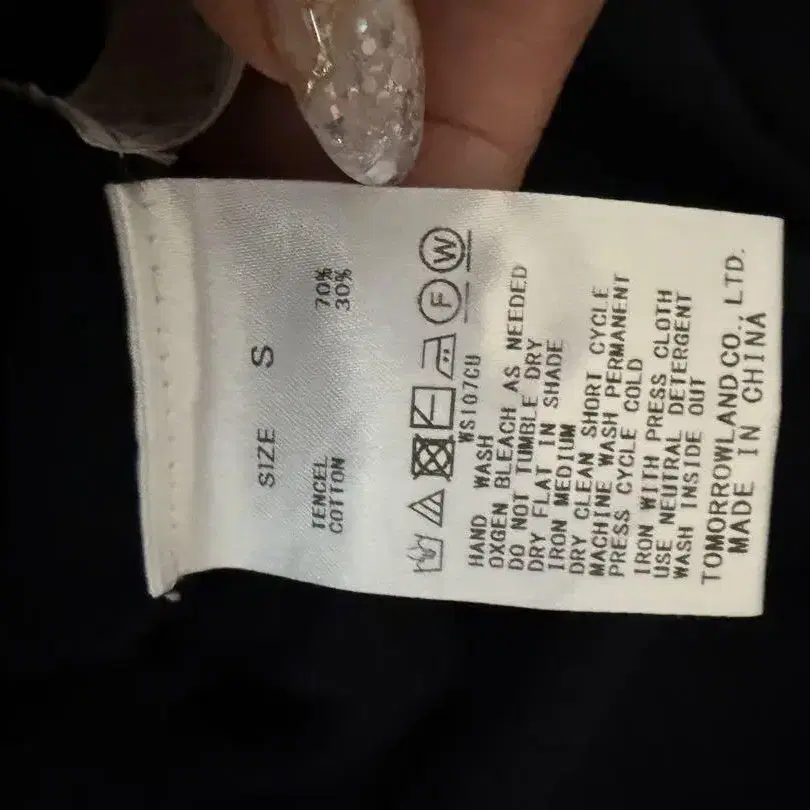 SIZE S
TENCEL 70%
COTTON 30%
F W
WS107CU
HAND WASH
OXGEN BLEACH AS NEEDED
DO NOT TUMBLE DRY
DRY FLAT IN SHADE
IRON MEDIUM
DRY CLEAN SHORT CYCLE
MACHINE WASH PERMANENT
PRESS CYCLE COLD
IRON WITH PRESS CLOTH
USE NEUTRAL DETERGENT
WASH INSIDE OUT
TOMORROWLAND CO., LTD.
MADE IN CHINA